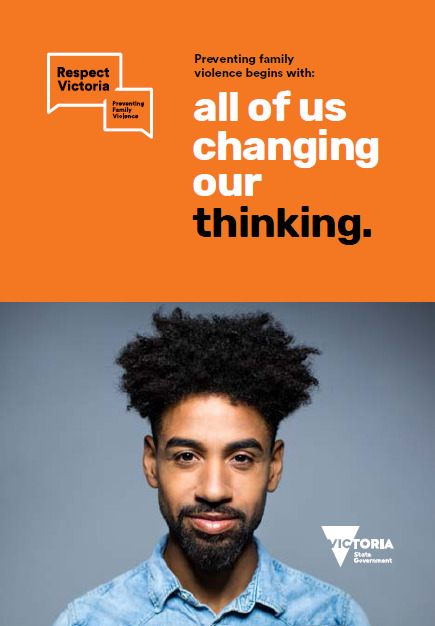 Respect
Victoria
Preventing
Family
Violence
Preventing family
violence begins with:
all of us
changing
our
thinking.
VICTORIA
State
Government